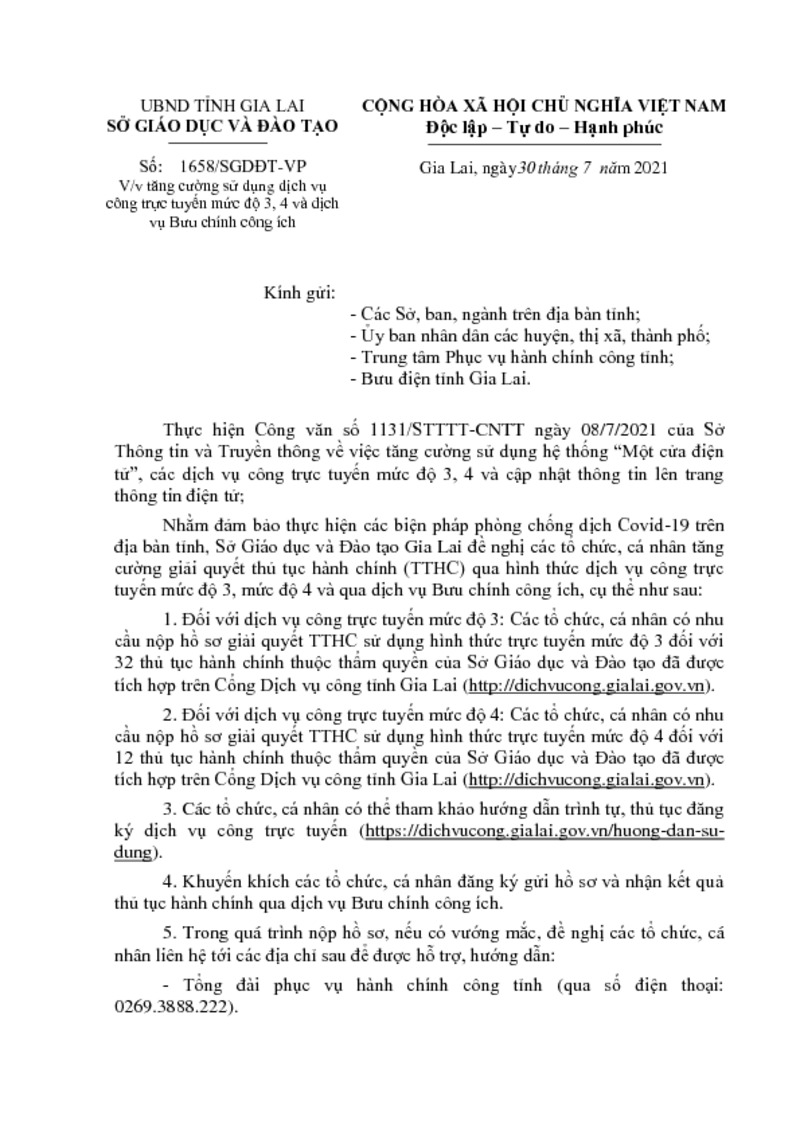 UBND TỈNH GIA LAI
SỞ GIÁO DỤC VÀ ĐÀO TẠO
CỘNG HÒA XÃ HỘI CHỦ NGHĨA VIỆT NAM
Độc lập – Tự do – Hạnh phúc
Số: 1658/SGDĐT-VP
V/v tăng cường sử dụng dịch vụ
công trực tuyến mức độ 3, 4 và dịch
vụ Bưu chính công ích
Gia Lai, ngày 30 tháng 7 năm 2021
Kính gửi:
- Các Sở, ban, ngành trên địa bàn tỉnh;
- Ủy ban nhân dân các huyện, thị xã, thành phố;
- Trung tâm Phục vụ hành chính công tỉnh;
- Bưu điện tỉnh Gia Lai.
Thực hiện Công văn số 1131/STTTT-CNTT ngày 08/7/2021 của Sở
Thông tin và Truyền thông về việc tăng cường sử dụng hệ thống “Một cửa điện
tử”, các dịch vụ công trực tuyến mức độ 3, 4 và cập nhật thông tin lên trang
thông tin điện tử;
Nhằm đảm bảo thực hiện các biện pháp phòng chống dịch Covid-19 trên
địa bàn tỉnh, Sở Giáo dục và Đào tạo Gia Lai đề nghị các tổ chức, cá nhân tăng
cường giải quyết thủ tục hành chính (TTHC) qua hình thức dịch vụ công trực
tuyến mức độ 3, mức độ 4 và qua dịch vụ Bưu chính công ích, cụ thể như sau:
1. Đối với dịch vụ công trực tuyến mức độ 3: Các tổ chức, cá nhân có nhu
cầu nộp hồ sơ giải quyết TTHC sử dụng hình thức trực tuyến mức độ 3 đối với
32 thủ tục hành chính thuộc thẩm quyền của Sở Giáo dục và Đào tạo đã được
tích hợp trên Cổng Dịch vụ công tỉnh Gia Lai (http://dichvucong.gialai.gov.vn).
2. Đối với dịch vụ công trực tuyến mức độ 4: Các tổ chức, cá nhân có nhu
cầu nộp hồ sơ giải quyết TTHC sử dụng hình thức trực tuyến mức độ 4 đối với
12 thủ tục hành chính thuộc thẩm quyền của Sở Giáo dục và Đào tạo đã được
tích hợp trên Cổng Dịch vụ công tỉnh Gia Lai (http://dichvucong.gialai.gov.vn).
3. Các tổ chức, cá nhân có thể tham khảo hướng dẫn trình tự, thủ tục đăng
ký dịch vụ công trực tuyến (https://dichvucong.gialai.gov.vn/huong-dan-su-
dung).
4. Khuyến khích các tổ chức, cá nhân đăng ký gửi hồ sơ và nhận kết quả
thủ tục hành chính qua dịch vụ Bưu chính công ích.
5. Trong quá trình nộp hồ sơ, nếu có vướng mắc, đề nghị các tổ chức, cá
nhân liên hệ tới các địa chỉ sau để được hỗ trợ, hướng dẫn:
- Tổng đài phục vụ hành chính công tỉnh (qua số điện thoại:
0269.3888.222).